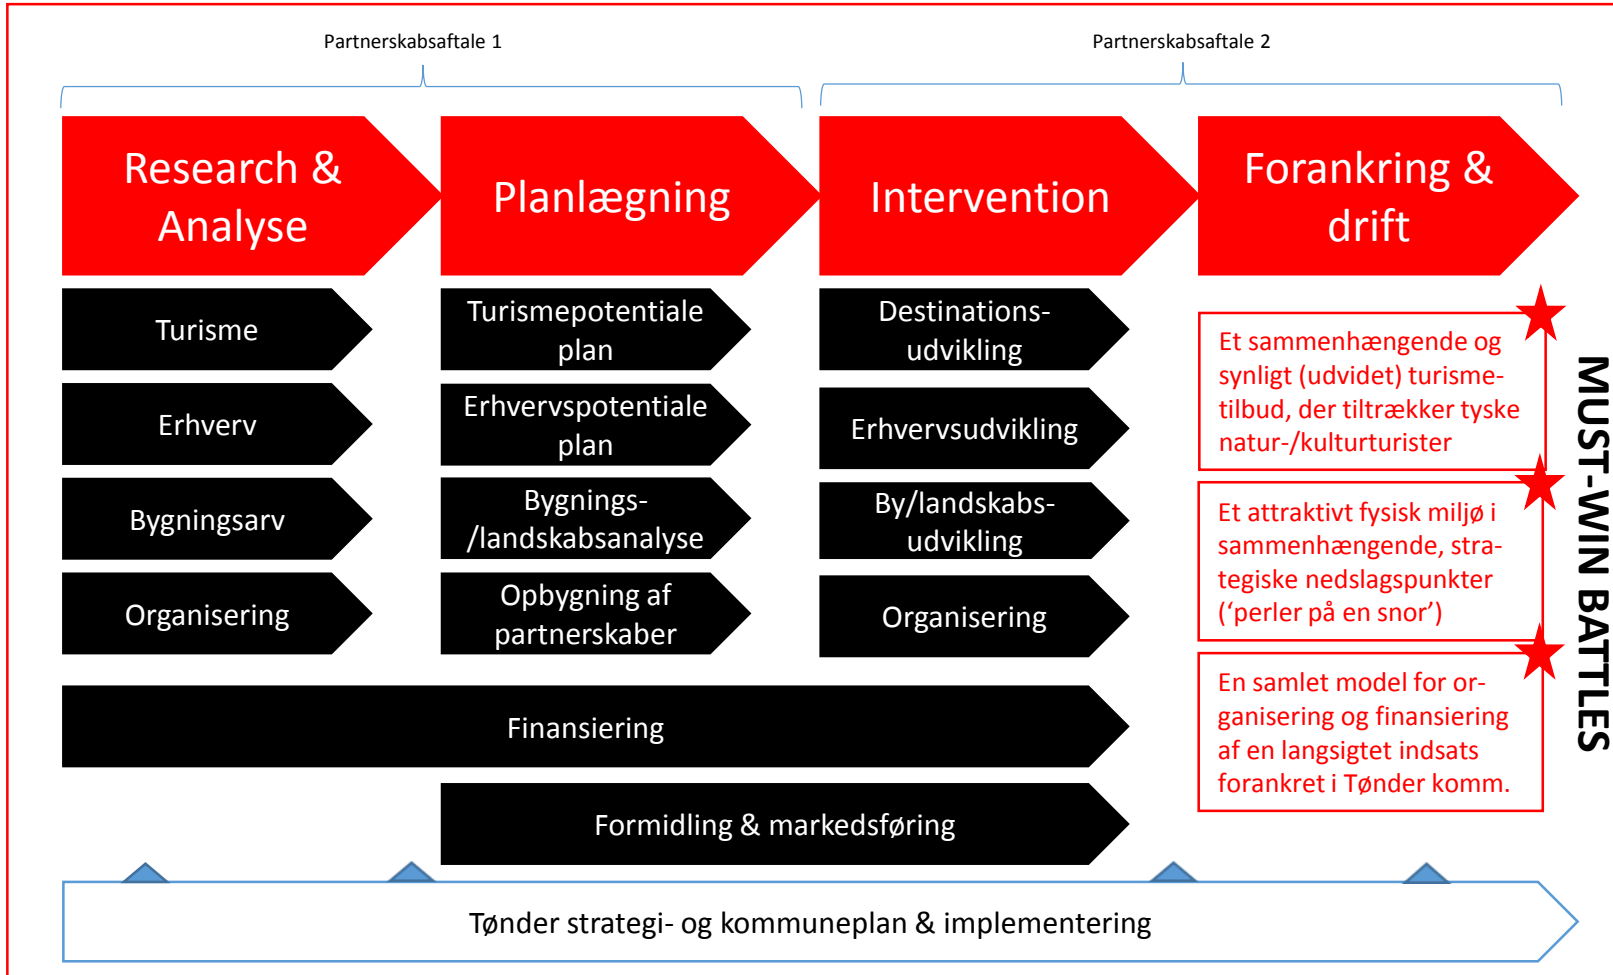 Partnerskabsaftale 1
Partnerskabsaftale 2
Research &
Analyse
Planlægning
Intervention
Forankring &
drift
Turisme
Turismepotentiale
plan
Destinations-
udvikling
Erhverv
Erhvervspotentiale
plan
Erhvervsudvikling
Bygningsarv
Bygnings-
/landskabsanalyse
By/landskabs-
udvikling
Organisering
Opbygning af
partnerskaber
Organisering
Et sammenhængende og
synligt (udvidet) turisme-
tilbud, der tiltrækker tyske
natur-/kulturturister
Et attraktivt fysisk miljø i
sammenhængende, stra-
tegiske nedslagspunkter
(‘perler på en snor’)
En samlet model for or-
ganisering og finansiering
af en langsigtet indsats
forankret i Tønder komm.
MUST-WIN BATTLES
Finansiering
Formidling & markedsføring
Tønder strategi- og kommuneplan & implementering